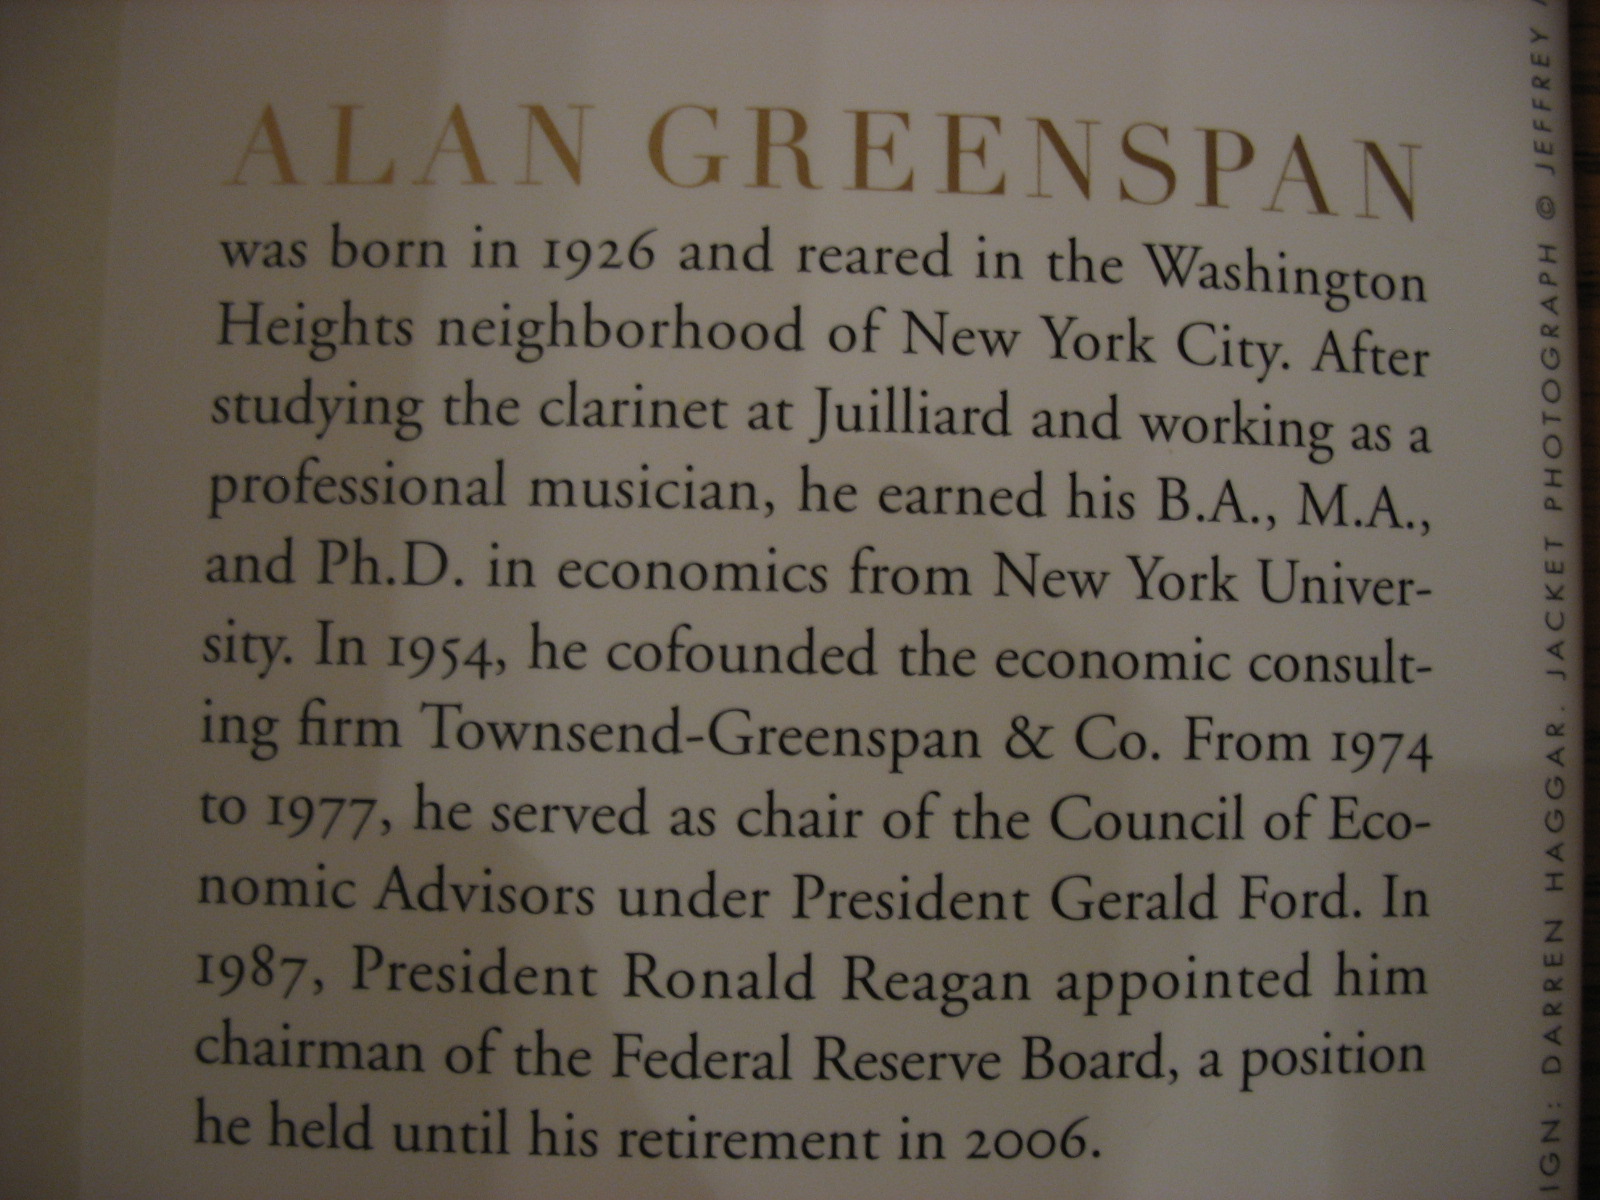 ALAN GREENSPAN
was born in 1926 and reared in the Washington
Heights neighborhood of New York City. After
studying the clarinet at Juilliard and working as a
professional musician, he earned his B.A., M.A.,
and Ph.D. in economics from New York Univer-
sity. In 1954, he cofounded the economic consult-
ing firm Townsend-Greenspan & Co. From 1974
to 1977, he served as chair of the Council of Eco-
nomic Advisors under President Gerald Ford. In
1987, President Ronald Reagan appointed him
chairman of the Federal Reserve Board, a position
he held until his retirement in 2006.
IGN: DARREN HAGGAR. JACKET PHOTOGRAPH © JEFFREY